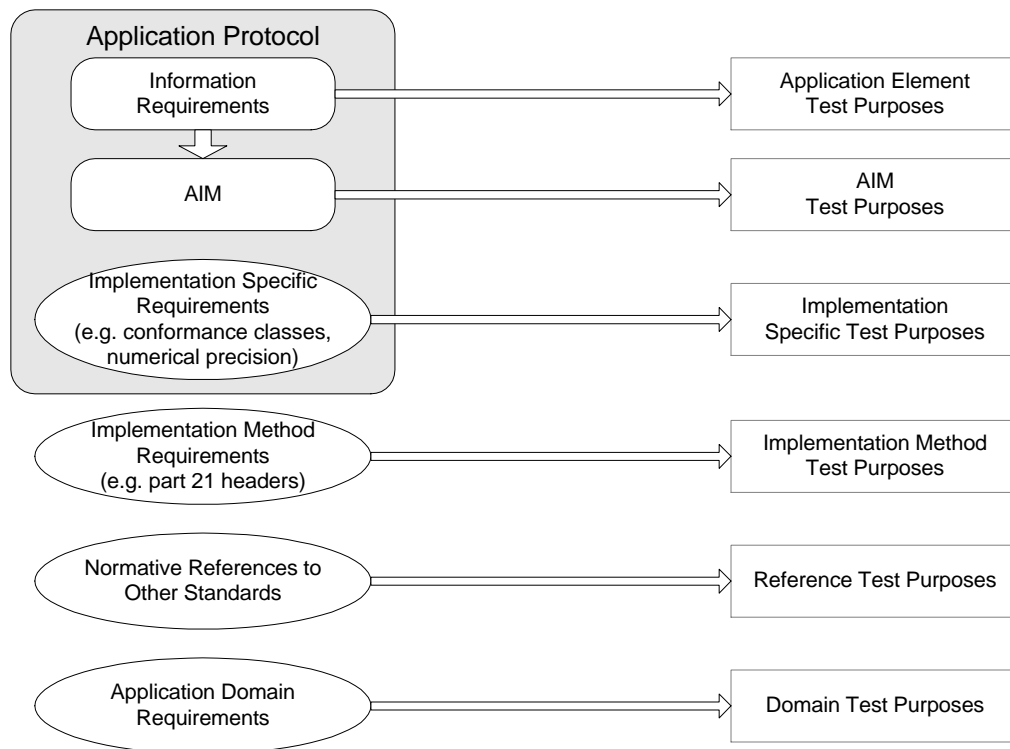 Application Protocol
Information
Requirements
Application Element
Test Purposes
AIM
AIM
Test Purposes
Implementation Specific
Requirements
(e.g. conformance classes,
numerical precision)
Implementation
Specific Test Purposes
Implementation Method
Requirements
(e.g. part 21 headers)
Implementation Method
Test Purposes
Normative References to
Other Standards
Reference Test Purposes
Application Domain
Requirements
Domain Test Purposes